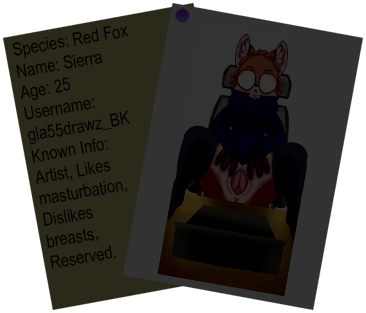 Species: Red Fox
Name: Sierra
Age: 25
Username:
gla55drawz_BK
Known Info:
Artist, Likes
masturbation,
Dislikes
breasts,
Reserved.